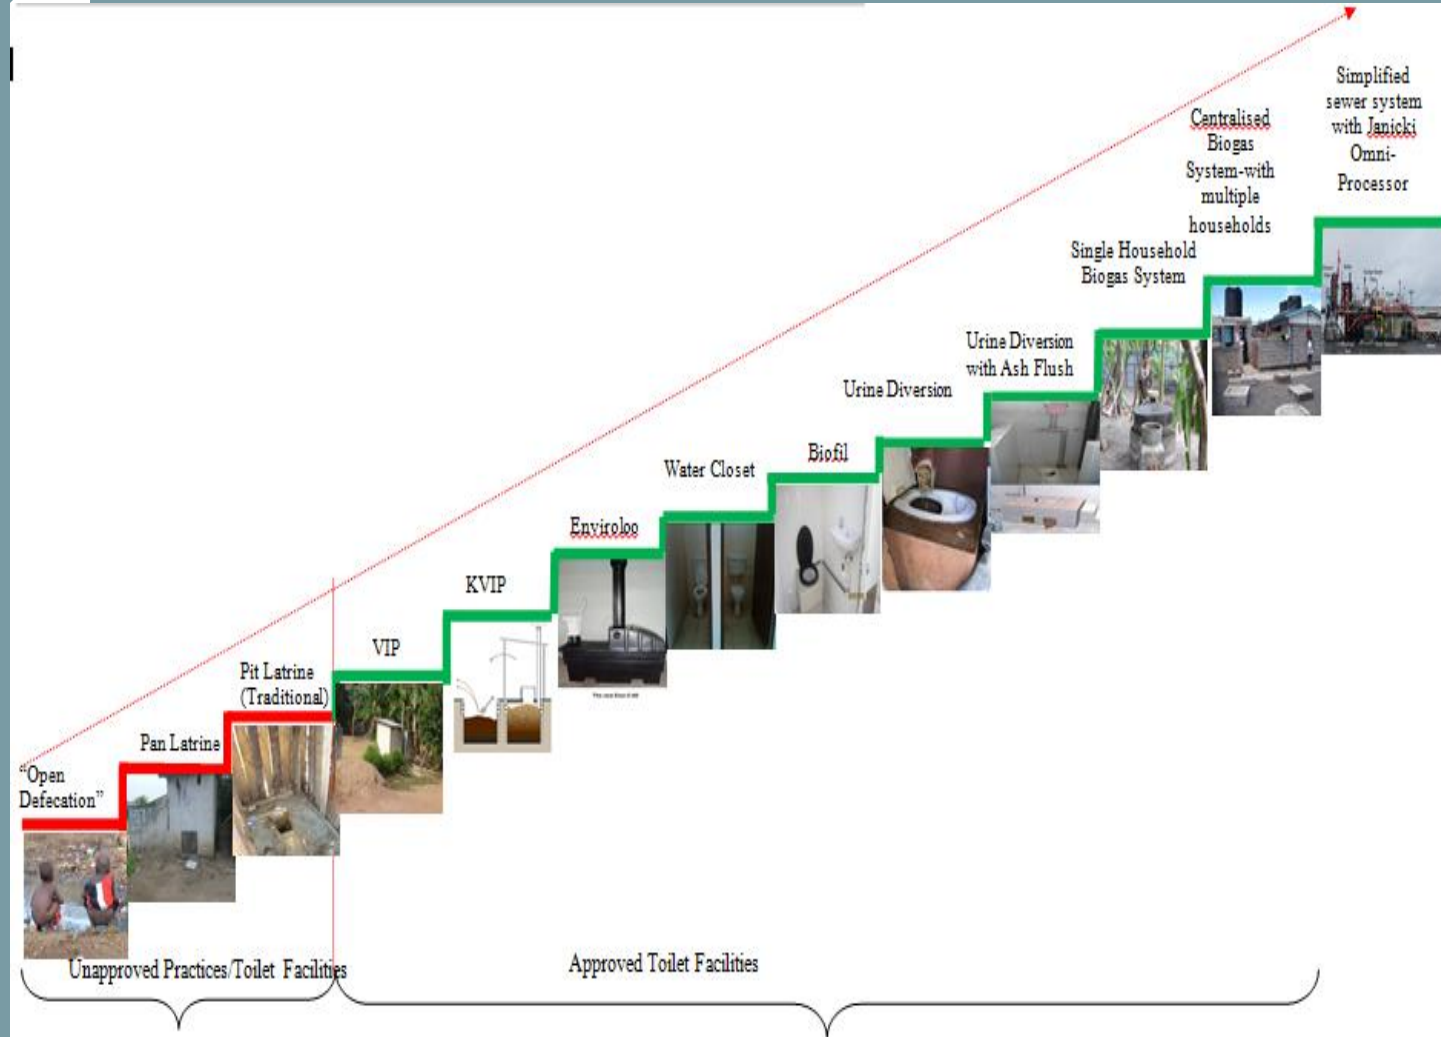 Simplified
sewer system
with Janicki
Omni-
Processor
Centralised
Biogas
System-with
multiple
households
Single Household
Biogas System
Urine Diversion
with Ash Flush
Urine Diversion
Biofil
Water Closet
Enviroloo
KVIP
VIP
Pit Latrine
(Traditional)
Pan Latrine
“Open
Defecation”
Unapproved Practices/Toilet Facilities
Approved Toilet Facilities